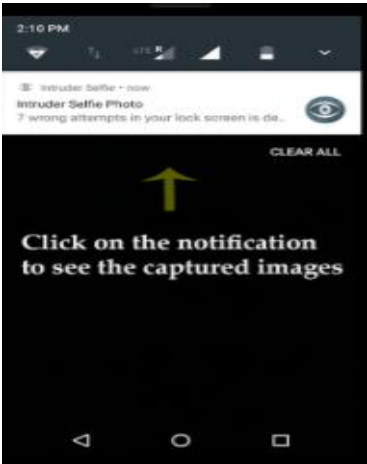 2:10 PM
LTE R
Intruder Selfie • now
Intruder Selfie Photo
7 wrong attempts in your lock screen is de..
CLEAR ALL
Click on the notification
to see the captured images